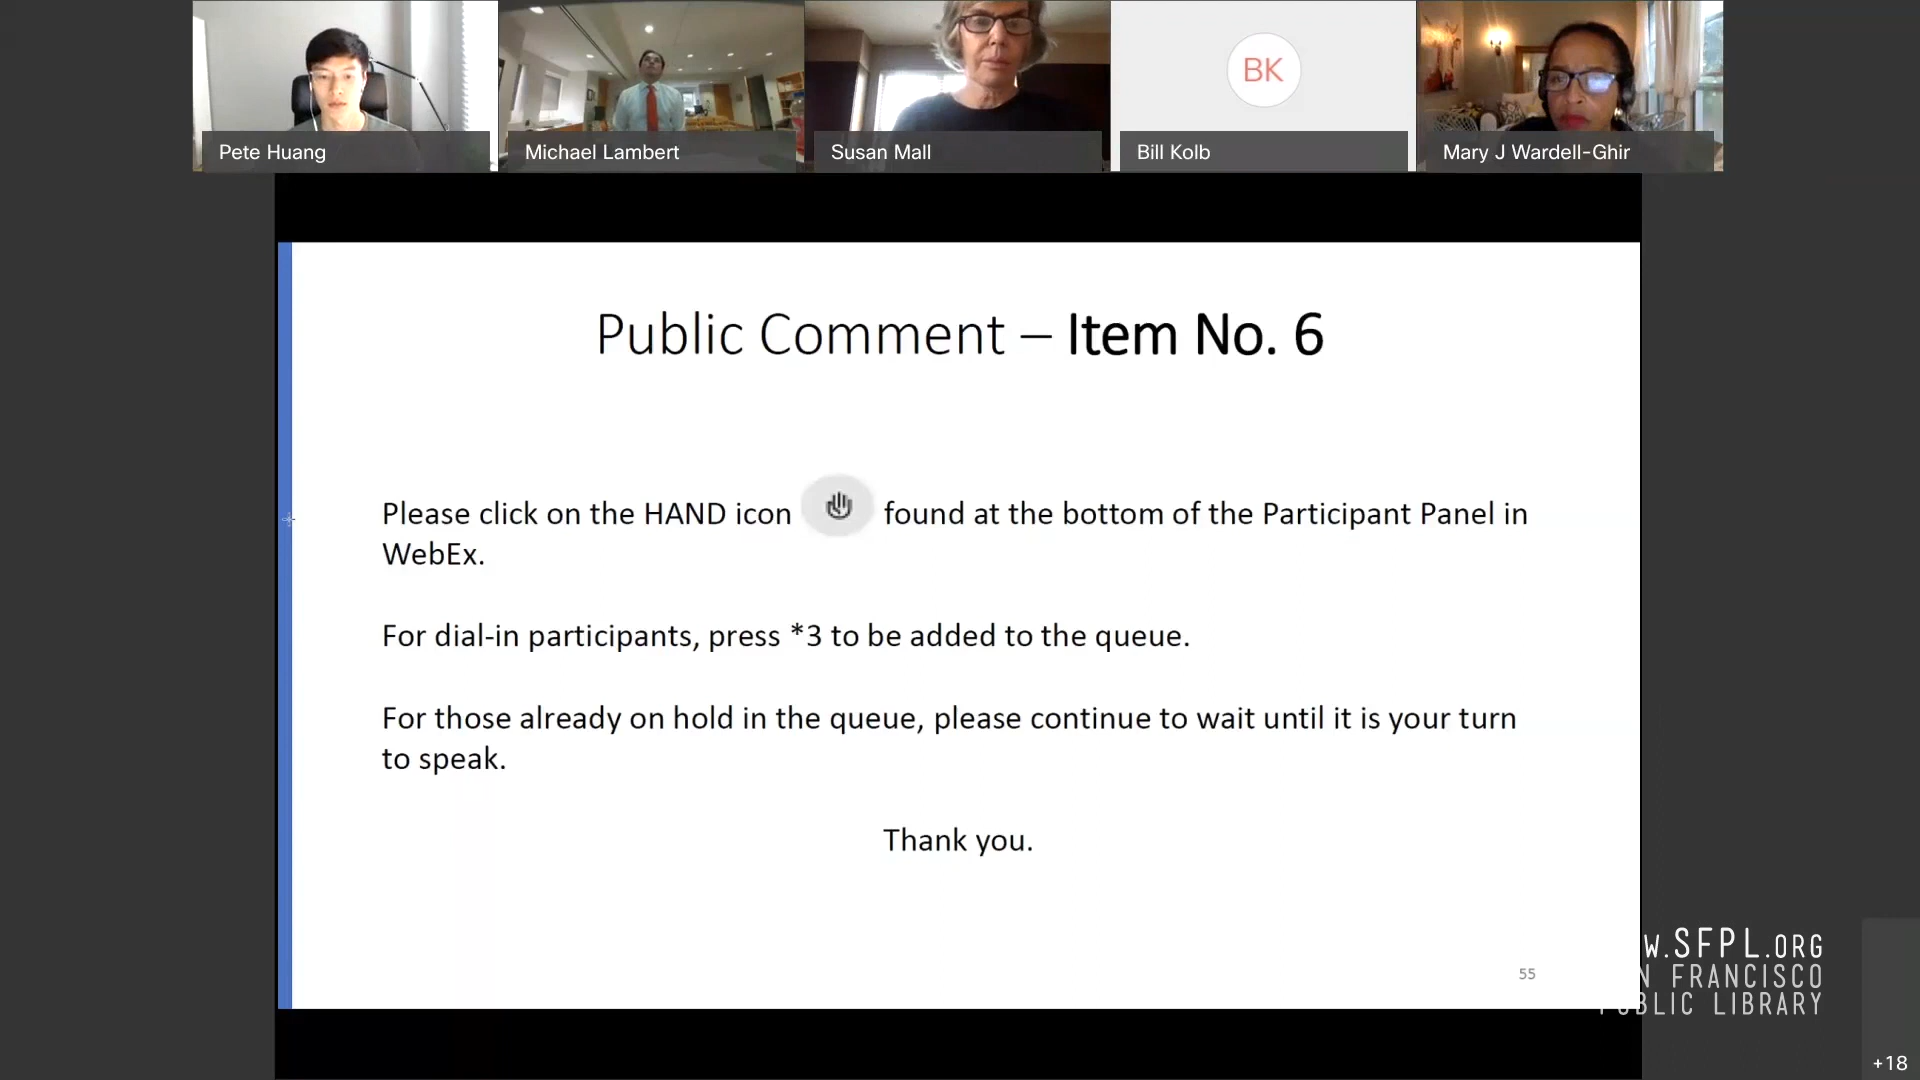 Pete Huang
Michael Lambert
Susan Mall
BK
Bill Kolb
Mary J Wardell-Ghir
Public Comment – Item No. 6
Please click on the HAND icon found at the bottom of the Participant Panel in
WebEx.
For dial-in participants, press *3 to be added to the queue.
For those already on hold in the queue, please continue to wait until it is your turn
to speak.
Thank you.
55
W.SFPL.ORG
N FRANCISCO
PUBLIC LIBRARY
+18